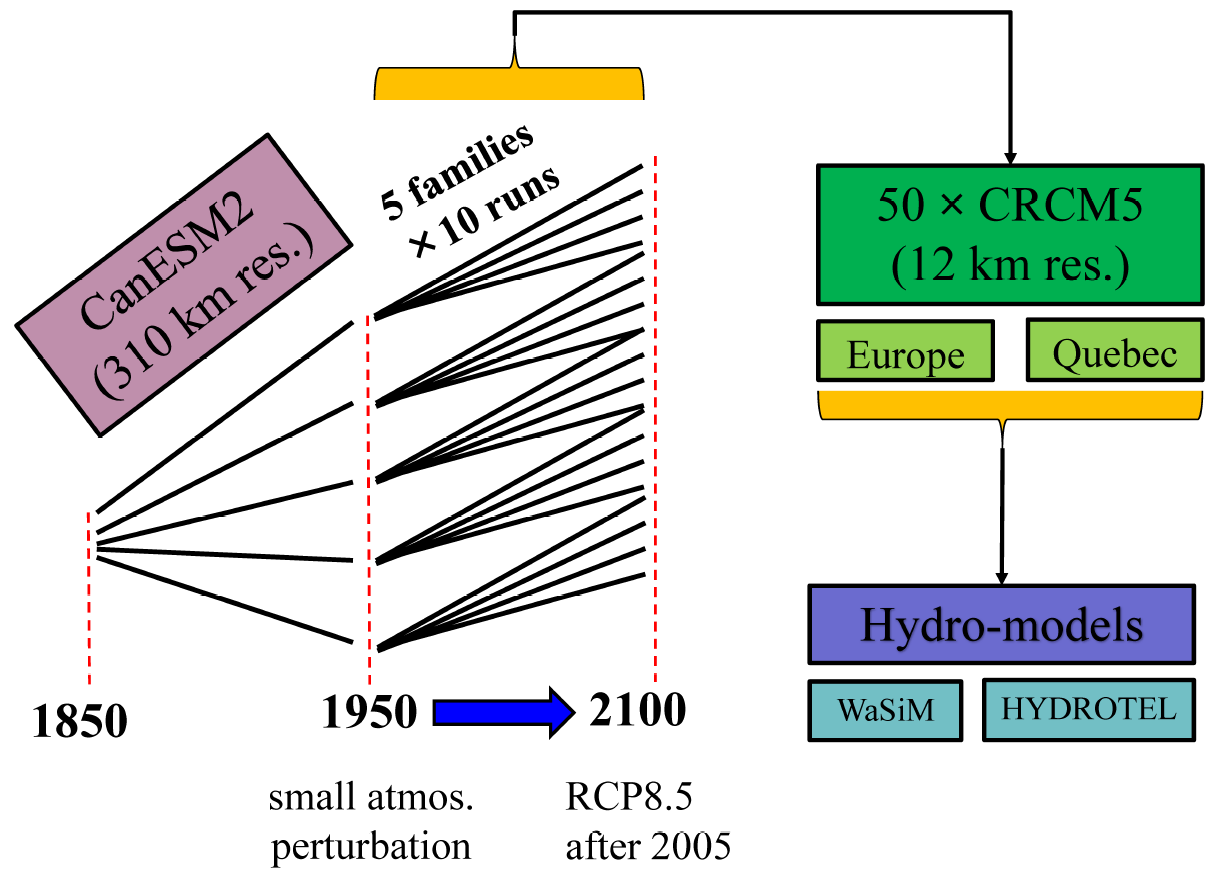 CanESM2
(310 km res.)
5 families
× 10 runs
50 × CRCM5
(12 km res.)
Europe
Quebec
Hydro-models
WaSiM
HYDROTEL
1850
1950
2100
small atmos.
perturbation
RCP8.5
after 2005